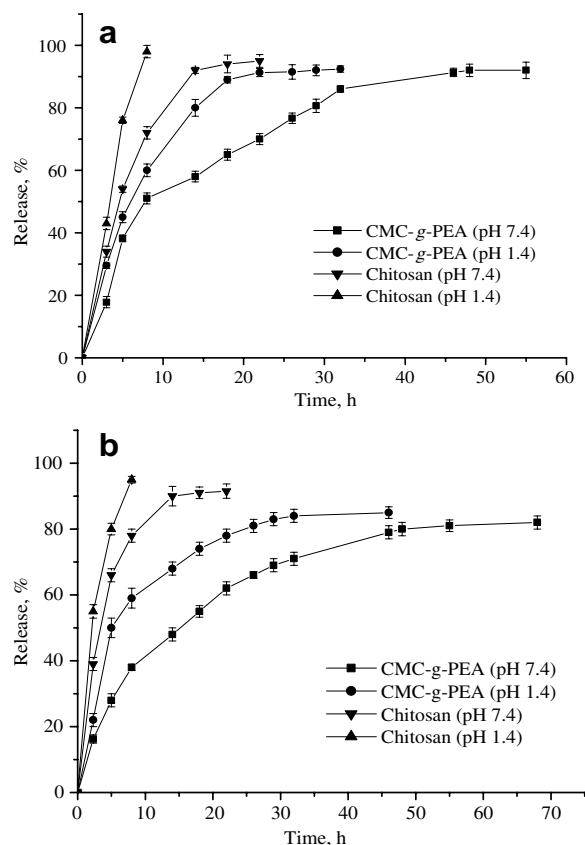 a
100
80
60
40
20
0
Release, %
CMC-g-PEA (pH 7.4)
CMC-g-PEA (pH 1.4)
Chitosan (pH 7.4)
Chitosan (pH 1.4)
0 10 20 30 40 50 60
Time, h
b
100
80
60
40
20
0
Release, %
CMC-g-PEA (pH 7.4)
CMC-g-PEA (pH 1.4)
Chitosan (pH 7.4)
Chitosan (pH 1.4)
0 10 20 30 40 50 60 70
Time, h